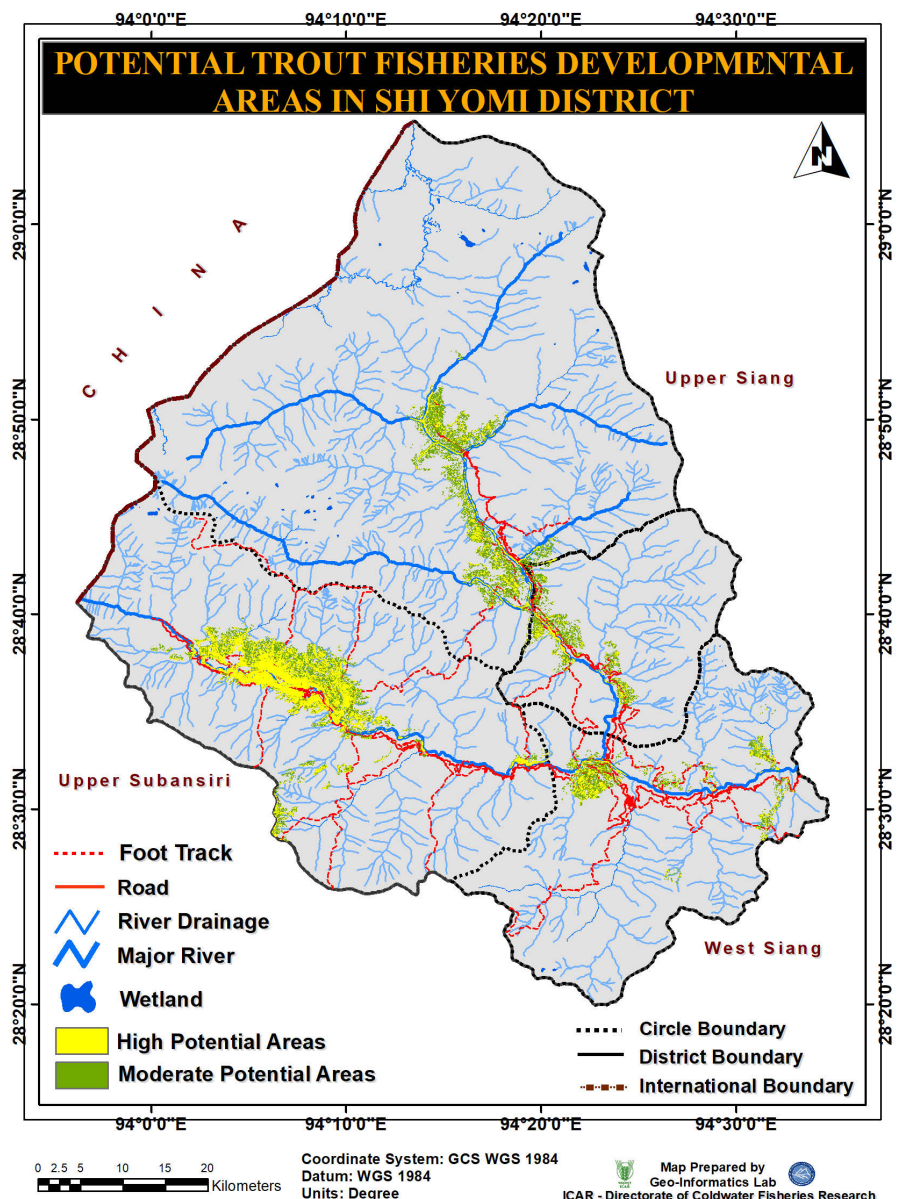 94°0'0"E 94°10'0"E 94°20'0"E 94°30'0"E
POTENTIAL TROUT FISHERIES DEVELOPMENTAL
AREAS IN SHI YOMI DISTRICT
N
29°0'0"N 29°0'0"N
CHINA
Upper Siang
28°50'0"N 28°50'0"N
28°40'0"N 28°40'0"N
Upper Subansiri
28°30'0"N 28°30'0"N
Foot Track
Road
River Drainage
Major River
West Siang
Wetland
28°20'0"N 28°20'0"N
High Potential Areas
Moderate Potential Areas
Circle Boundary
District Boundary
International Boundary
94°0'0"E 94°10'0"E 94°20'0"E 94°30'0"E
0 2.5 5 10 15 20
Kilometers
Coordinate System: GCS WGS 1984
Datum: WGS 1984
Units: Degree
Map Prepared by
Geo-Informatics Lab
ICAR - Directorate of Coldwater Fisheries Research